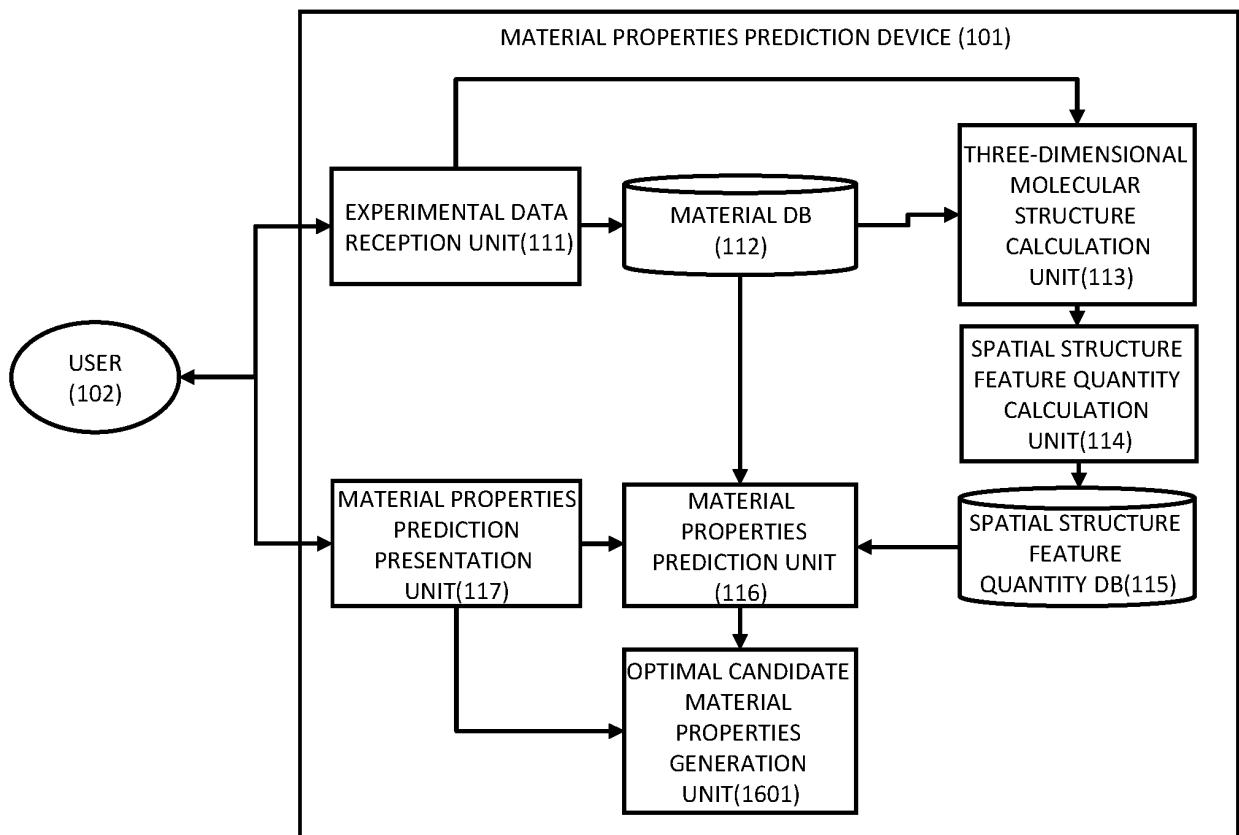 MATERIAL PROPERTIES PREDICTION DEVICE (101)
EXPERIMENTAL DATA
RECEPTION UNIT(111)
MATERIAL DB
(112)
THREE-DIMENSIONAL
MOLECULAR
STRUCTURE
CALCULATION
UNIT(113)
USER
(102)
SPATIAL STRUCTURE
FEATURE QUANTITY
CALCULATION
UNIT(114)
MATERIAL PROPERTIES
PREDICTION
PRESENTATION
UNIT(117)
MATERIAL
PROPERTIES
PREDICTION UNIT
(116)
SPATIAL STRUCTURE
FEATURE
QUANTITY DB(115)
OPTIMAL CANDIDATE
MATERIAL
PROPERTIES
GENERATION
UNIT(1601)